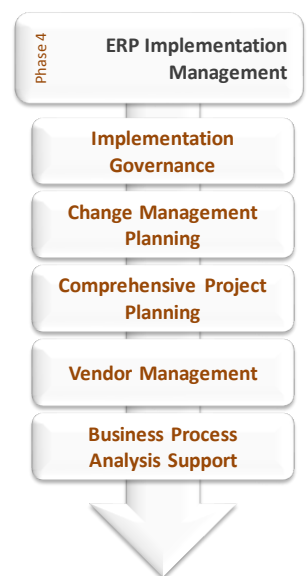 Phase 4
ERP Implementation
Management
Implementation
Governance
Change Management
Planning
Comprehensive Project
Planning
Vendor Management
Business Process
Analysis Support